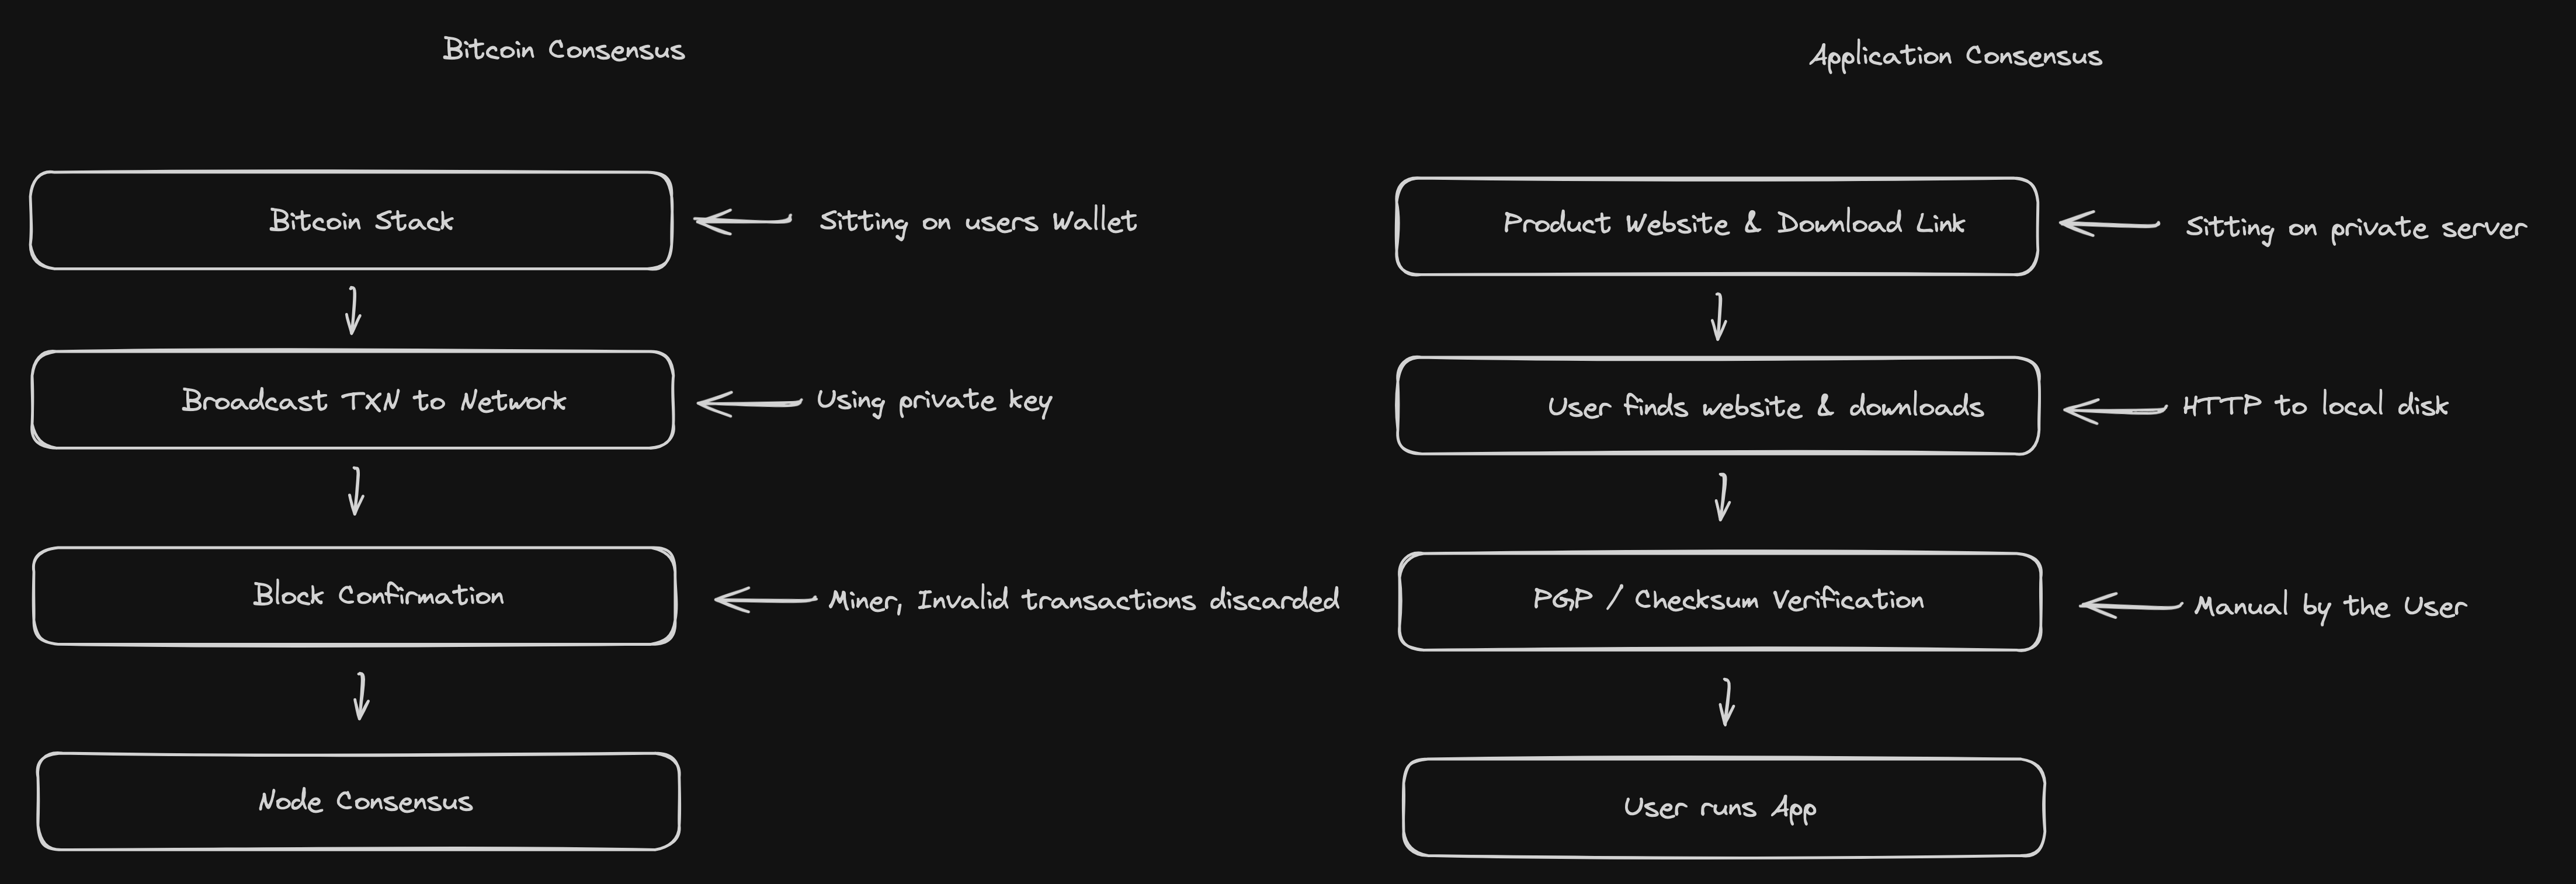 Bitcoin Consensus
Bitcoin Stack
Sitting on users Wallet
Broadcast TXN to Network
Using private key
Block Confirmation
Miner, Invalid transactions discarded
Node Consensus
Application Consensus
Product Website & Download Link
Sitting on private server
User finds website & downloads
HTTP to local disk
PGP / Checksum Verification
Manual by the User
User runs App